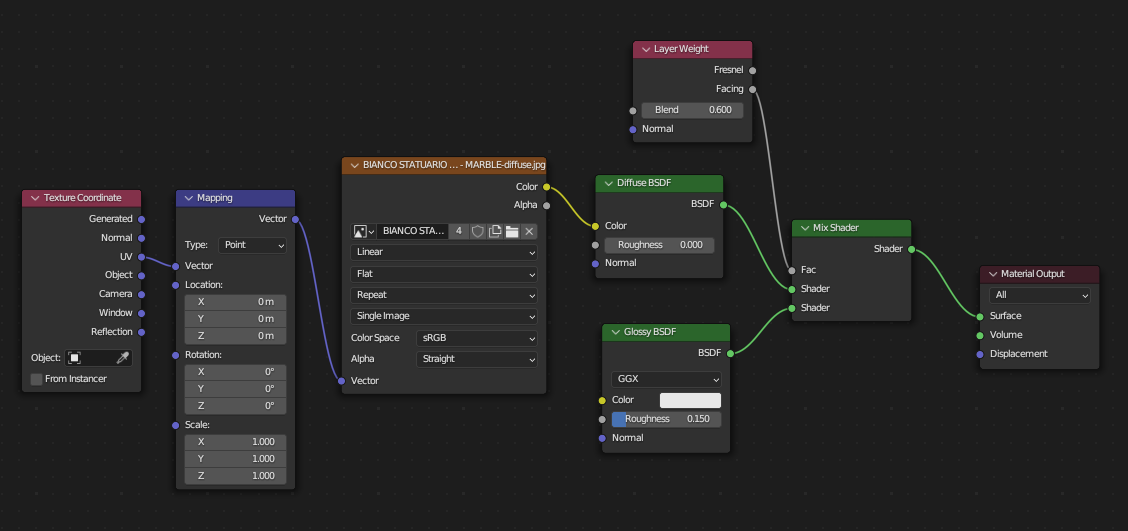 Texture Coordinate
Generated
Normal
UV
Object
Camera
Window
Reflection
Object:
From Instancer
Mapping
Vector
Type: Point
Vector
Location:
X 0 m
Y 0 m
Z 0 m
Rotation:
X 0°
Y 0°
Z 0°
Scale:
X 1.000
Y 1.000
Z 1.000
BIANCO STATUARIO ... - MARBLE-diffuse.jpg
Color
Alpha
BIANCO STA... 4
Linear
Flat
Repeat
Single Image
Color Space sRGB
Alpha Straight
Vector
Layer Weight
Fresnel
Facing
Blend 0.600
Normal
Diffuse BSDF
BSDF
Color
Roughness 0.000
Normal
Glossy BSDF
BSDF
GGX
Color
Roughness 0.150
Normal
Mix Shader
Shader
Fac
Shader
Shader
Material Output
All
Surface
Volume
Displacement